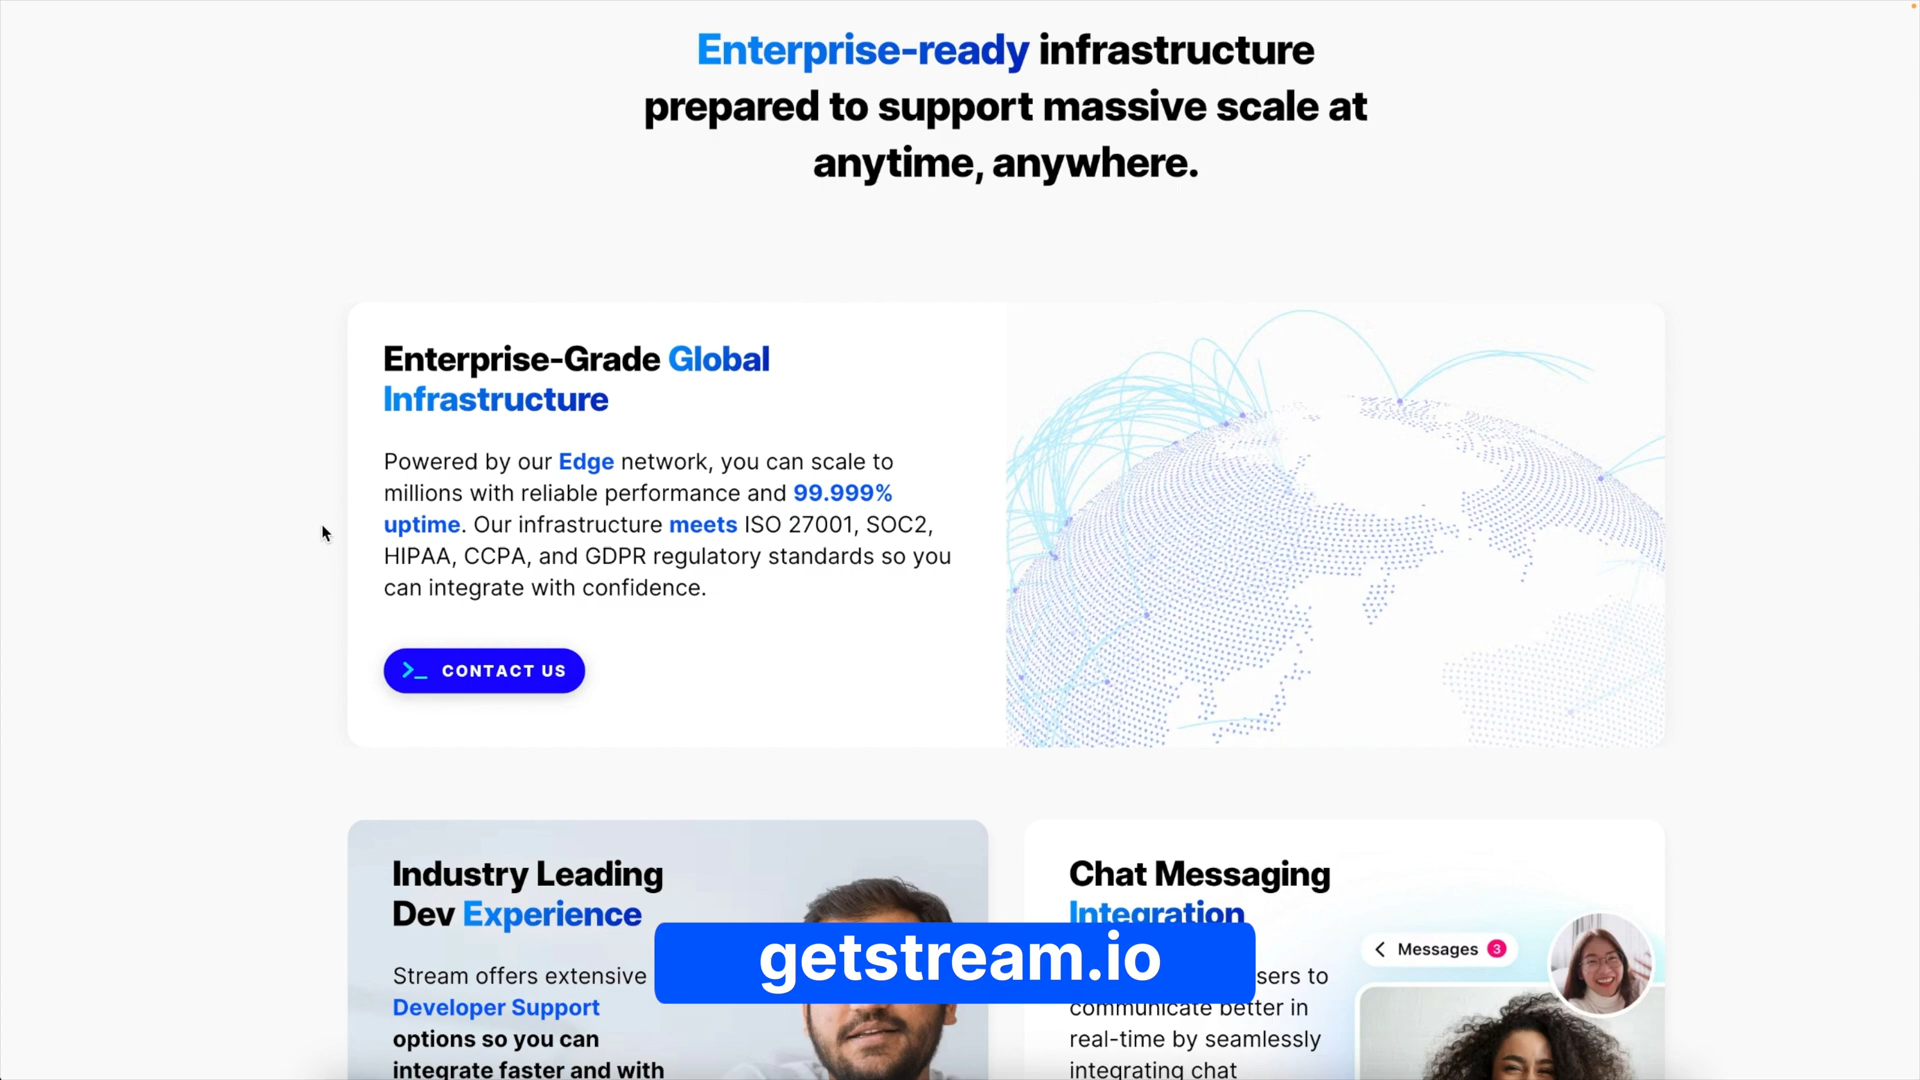 Enterprise-ready infrastructure
prepared to support massive scale at
anytime, anywhere.
Enterprise-Grade Global
Infrastructure
Powered by our Edge network, you can scale to
millions with reliable performance and 99.999%
uptime. Our infrastructure meets ISO 27001, SOC2,
HIPAA, CCPA, and GDPR regulatory standards so you
can integrate with confidence.
>_ CONTACT US
Industry Leading
Dev Experience
Stream offers extensive
Developer Support
options so you can
integrate faster and with
Chat Messaging
Integration
sers to
communicate better in
real-time by seamlessly
integrating chat
Messages 3
getstream.io